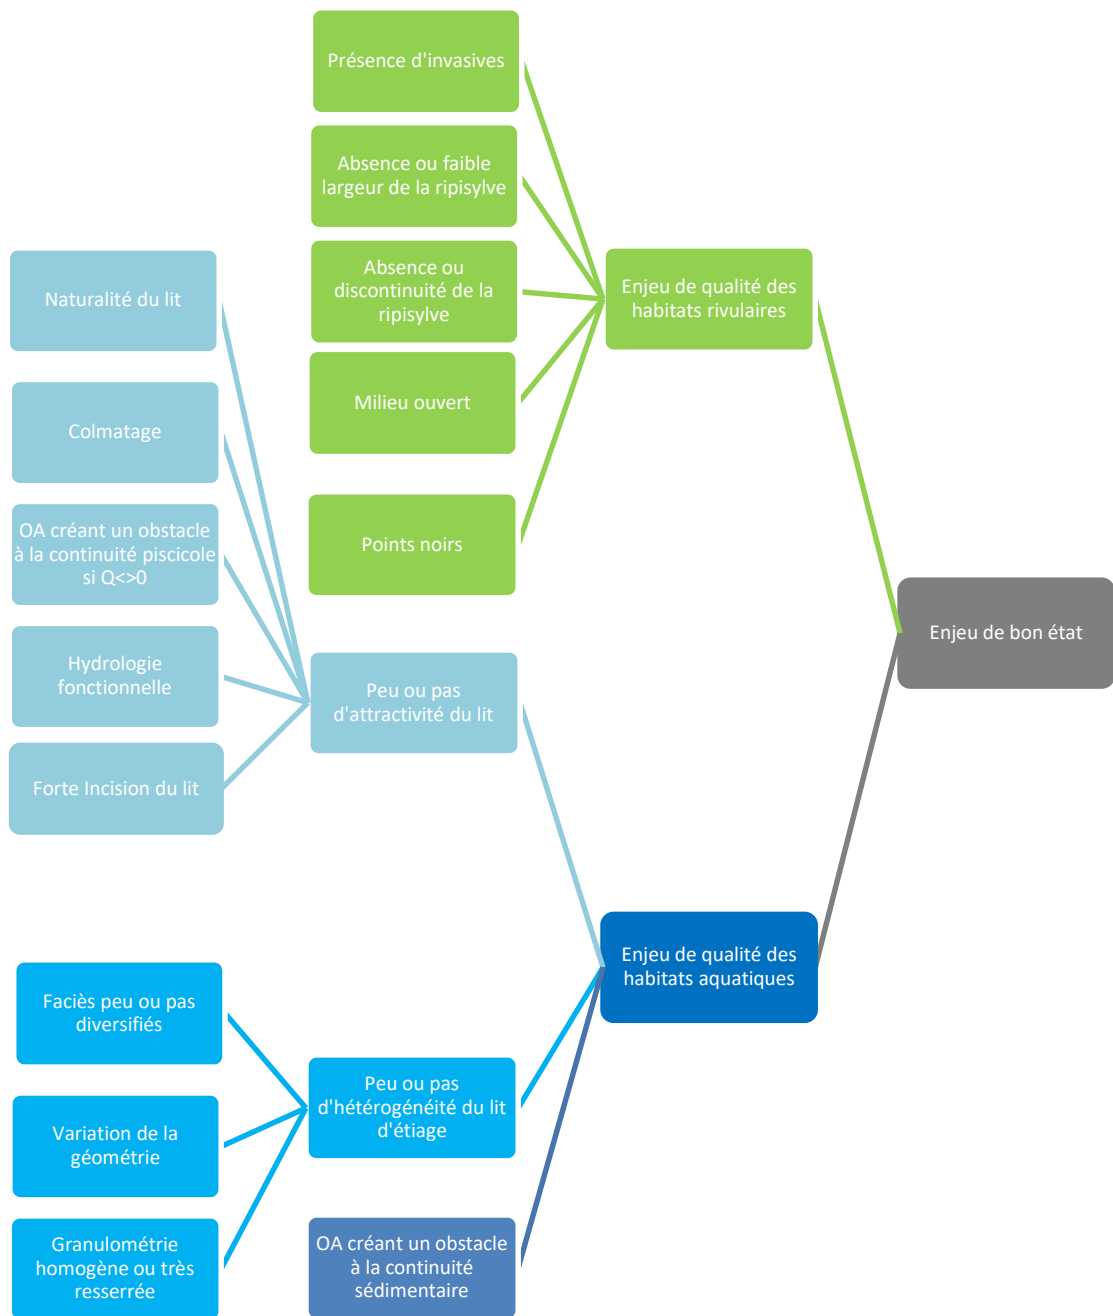 Présence d'invasives
Absence ou faible
largeur de la ripisylve
Absence ou
discontinuité de la
ripisylve
Milieu ouvert
Points noirs
Enjeu de qualité des
habitats rivulaires
Naturalité du lit
Colmatage
OA créant un obstacle
à la continuité piscicole
si Q<>0
Hydrologie
fonctionnelle
Forte Incision du lit
Peu ou pas
d'attractivité du lit
Enjeu de bon état
Enjeu de qualité des
habitats aquatiques
Faciès peu ou pas
diversifiés
Variation de la
géométrie
Granulométrie
homogène ou très
resserrée
Peu ou pas
d'hétérogénéité du lit
d'étiage
OA créant un obstacle
à la continuité
sédimentaire